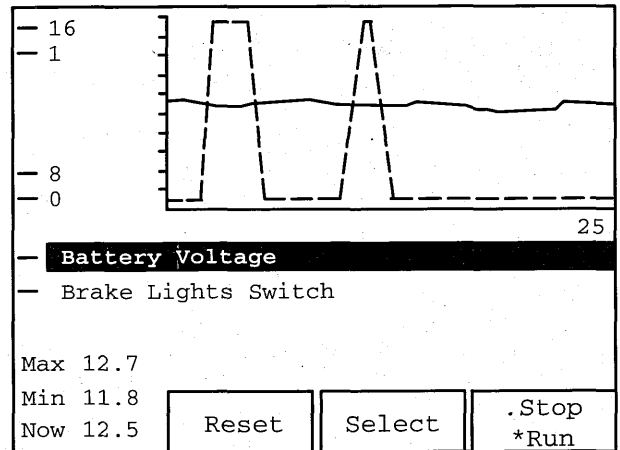 16
1
8
0
25
Battery Voltage
Brake Lights Switch
Max 12.7
Min 11.8
Now 12.5
Reset
Select
.Stop
*Run